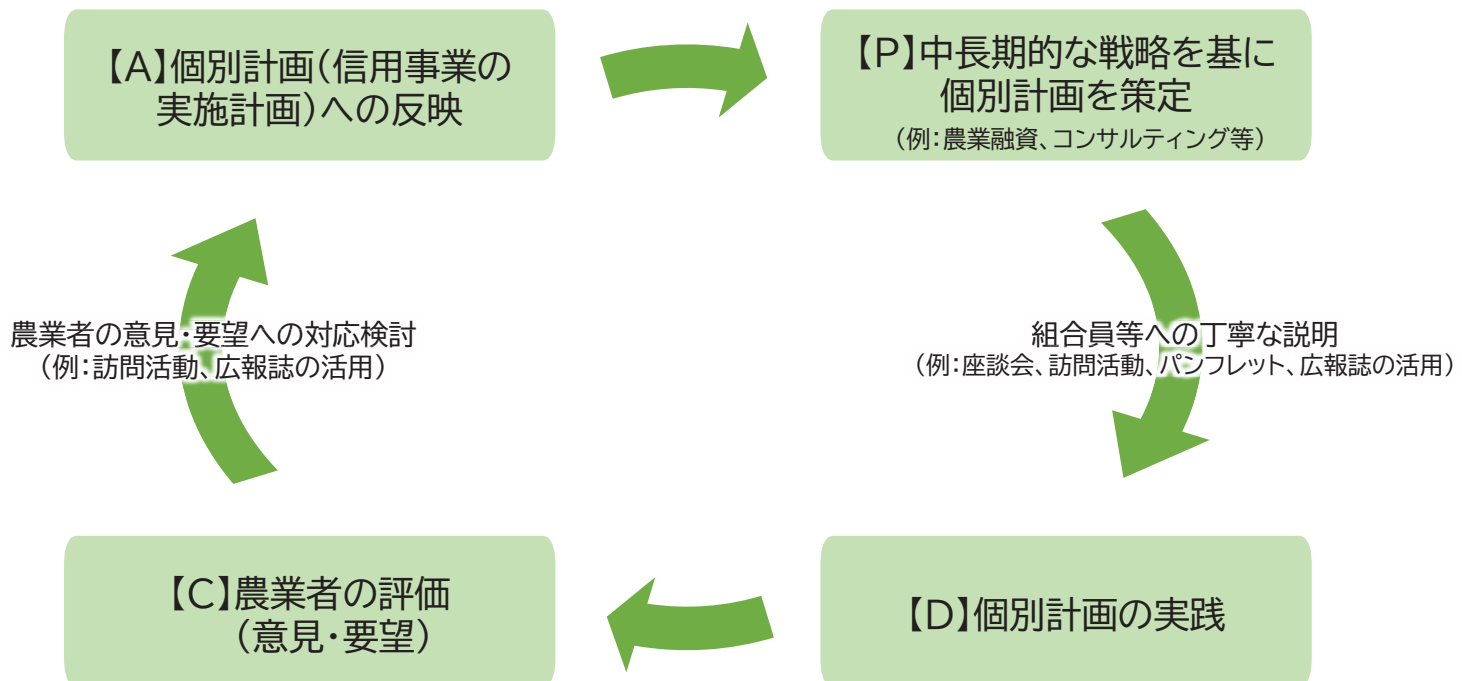 【A】個別計画(信用事業の
実施計画)への反映
【P】中長期的な戦略を基に
個別計画を策定
(例:農業融資、コンサルティング等)
農業者の意見・要望への対応検討
(例:訪問活動、広報誌の活用)
組合員等への丁寧な説明
(例:座談会、訪問活動、パンフレット、広報誌の活用)
【C】農業者の評価
(意見・要望)
【D】個別計画の実践